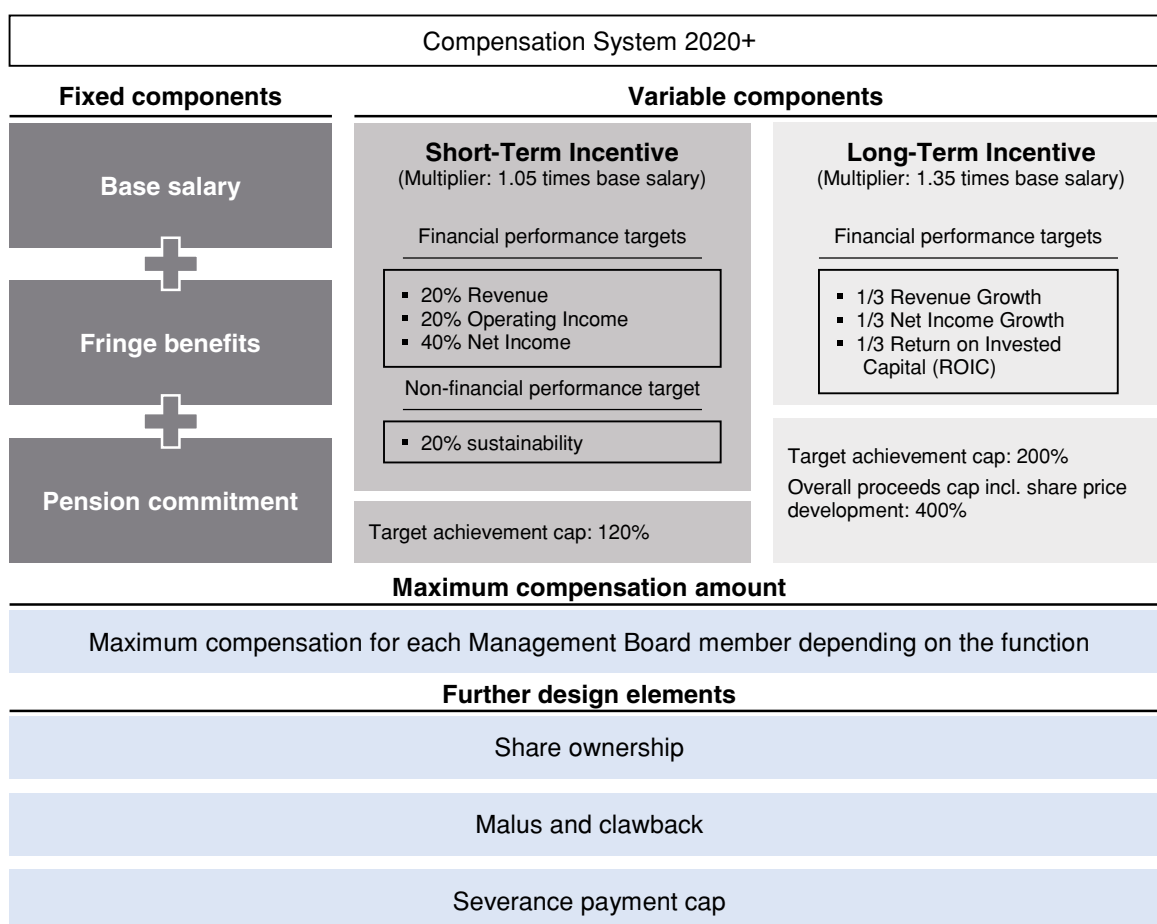 Compensation System 2020+
Fixed components
Base salary
Fringe benefits
Pension commitment
Variable components
Short-Term Incentive
(Multiplier: 1.05 times base salary)
Financial performance targets
▪ 20% Revenue
▪ 20% Operating Income
▪ 40% Net Income
Non-financial performance target
▪ 20% sustainability
Target achievement cap: 120%
Long-Term Incentive
(Multiplier: 1.35 times base salary)
Financial performance targets
▪ 1/3 Revenue Growth
▪ 1/3 Net Income Growth
▪ 1/3 Return on Invested
Capital (ROIC)
Target achievement cap: 200%
Overall proceeds cap incl. share price
development: 400%
Maximum compensation amount
Maximum compensation for each Management Board member depending on the function
Further design elements
Share ownership
Malus and clawback
Severance payment cap